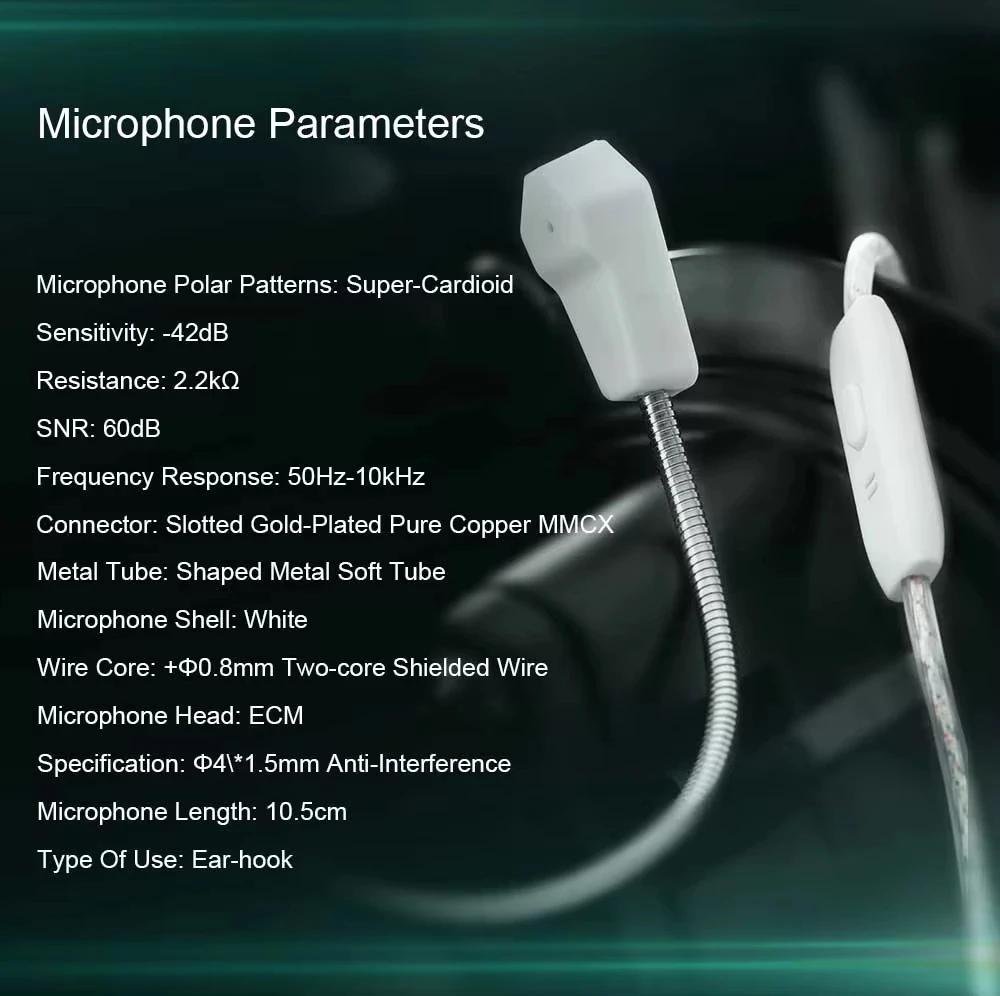 Microphone Parameters
Microphone Polar Patterns: Super-Cardioid
Sensitivity: -42dB
Resistance: 2.2kΩ
SNR: 60dB
Frequency Response: 50Hz-10kHz
Connector: Slotted Gold-Plated Pure Copper MMCX
Metal Tube: Shaped Metal Soft Tube
Microphone Shell: White
Wire Core: +Φ0.8mm Two-core Shielded Wire
Microphone Head: ECM
Specification: Φ4\*1.5mm Anti-Interference
Microphone Length: 10.5cm
Type Of Use: Ear-hook